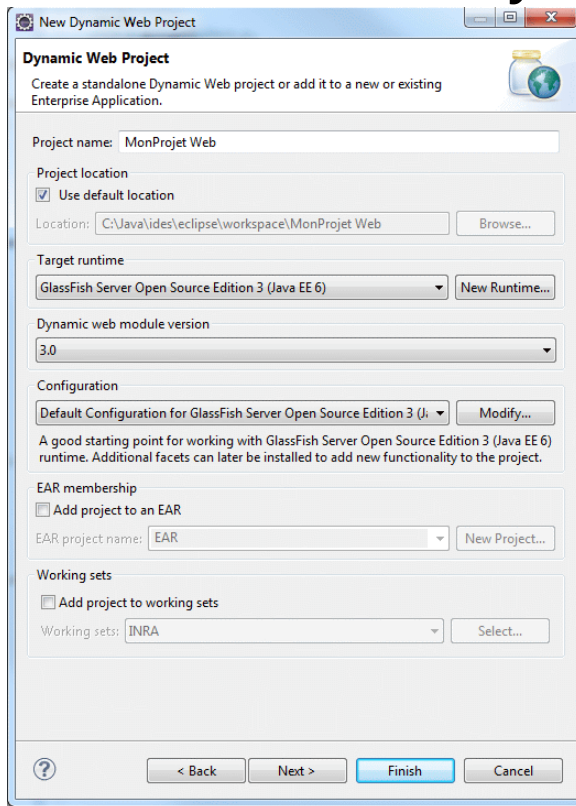 New Dynamic Web Project
Dynamic Web Project
Create a standalone Dynamic Web project or add it to a new or existing
Enterprise Application.
Project name: MonProjet Web
Project location
Use default location
Location: C:\Java\ides\eclipse\workspace\MonProjet Web Browse...
Target runtime
GlassFish Server Open Source Edition 3 (Java EE 6) New Runtime...
Dynamic web module version
3.0
Configuration
Default Configuration for GlassFish Server Open Source Edition 3 (Ja Modify...
A good starting point for working with GlassFish Server Open Source Edition 3 (Java EE 6)
runtime. Additional facets can later be installed to add new functionality to the project.
EAR membership
Add project to an EAR
EAR project name: EAR New Project...
Working sets
Add project to working sets
Working sets: INRA Select...
? < Back Next > Finish Cancel